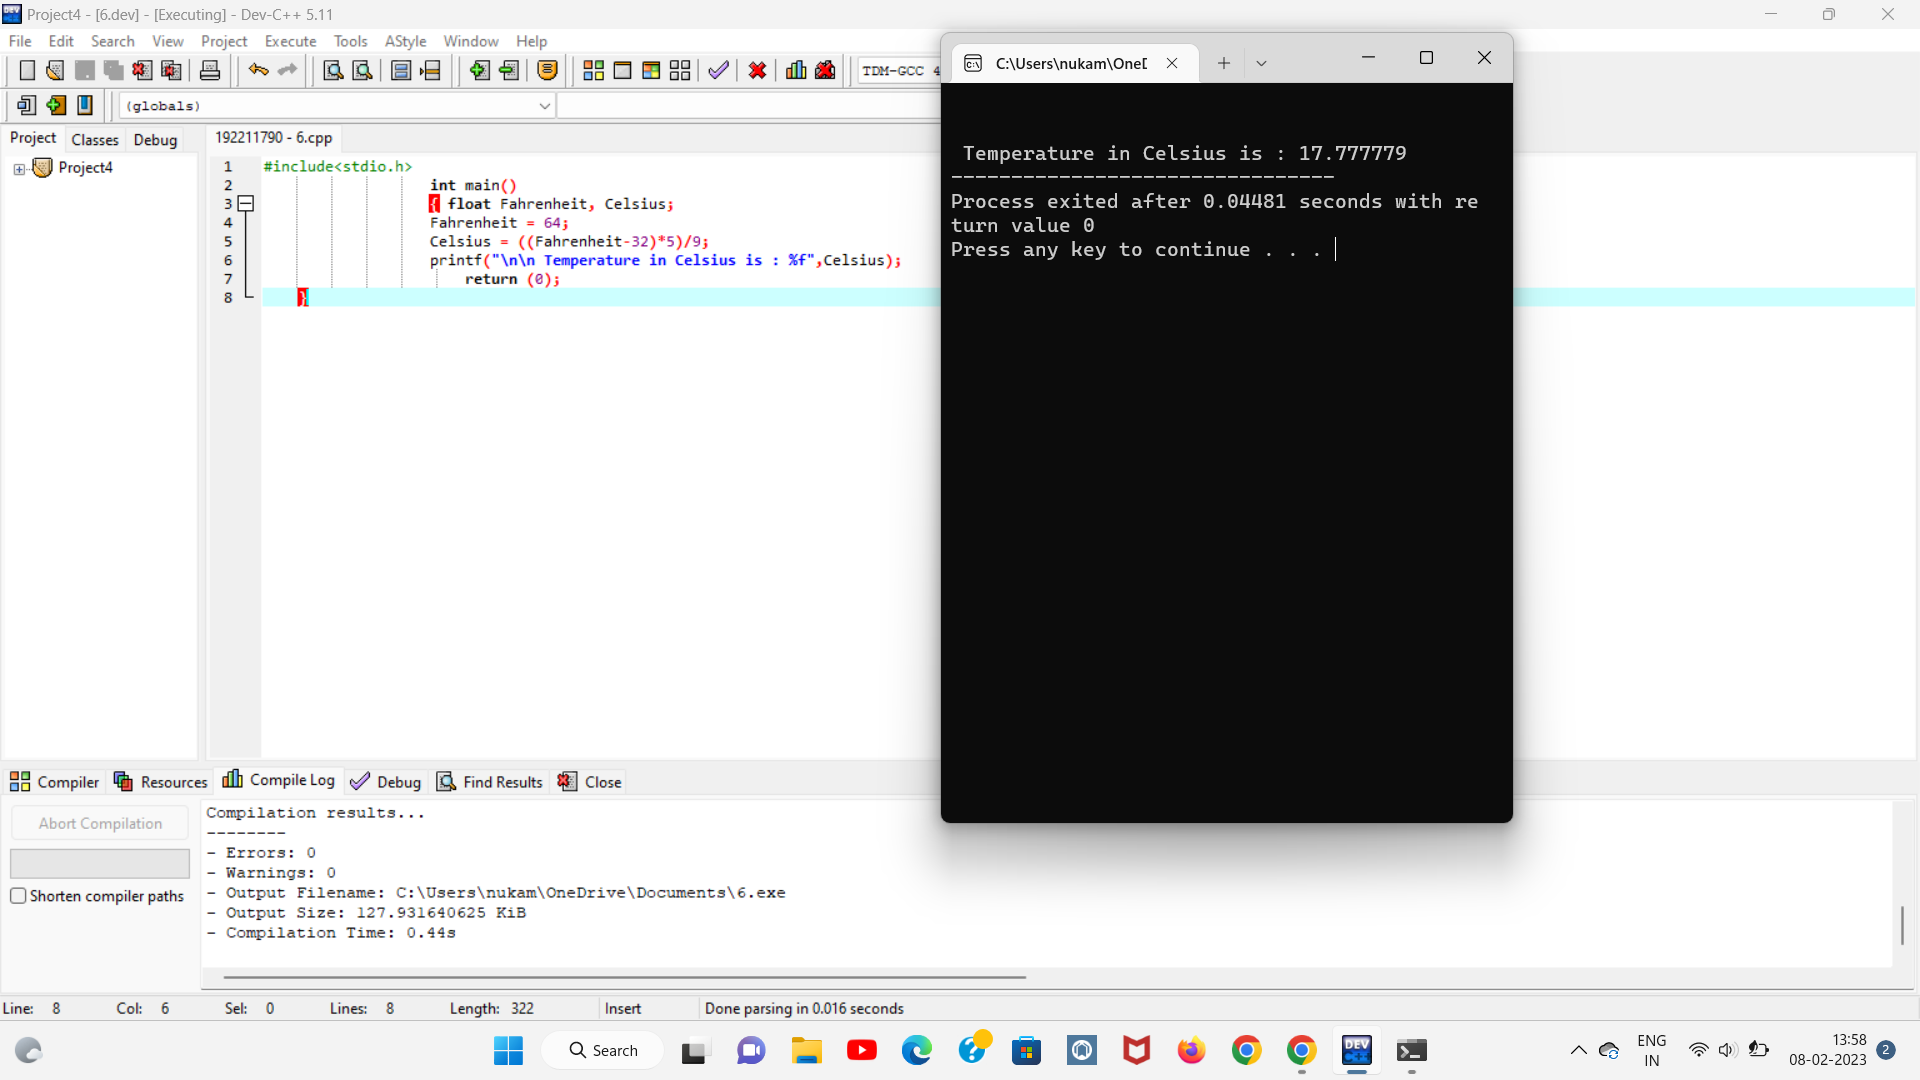 Project4 - [6.dev] - [Executing] - Dev-C++ 5.11
File Edit Search View Project Execute Tools AStyle Window Help
TDM-GCC 4
(globals)
Project Classes Debug
Project4
192211790 - 6.cpp
1 #include<stdio.h>
2 int main()
3 { float Fahrenheit, Celsius;
4 Fahrenheit = 64;
5 Celsius = ((Fahrenheit-32)*5)/9;
6 printf("\n\n Temperature in Celsius is : %f",Celsius);
7 return (0);
8 }
C:\Users\nukam\OneD
Temperature in Celsius is : 17.777779
--------------------------------
Process exited after 0.04481 seconds with re
turn value 0
Press any key to continue . . .
Compiler Resources Compile Log Debug Find Results Close
Abort Compilation
Shorten compiler paths
Compilation results...
--------
- Errors: 0
- Warnings: 0
- Output Filename: C:\Users\nukam\OneDrive\Documents\6.exe
- Output Size: 127.931640625 KiB
- Compilation Time: 0.44s
Line: 8 Col: 6 Sel: 0 Lines: 8 Length: 322 Insert Done parsing in 0.016 seconds
Search
DEV
C++
ENG
IN
13:58
08-02-2023
2